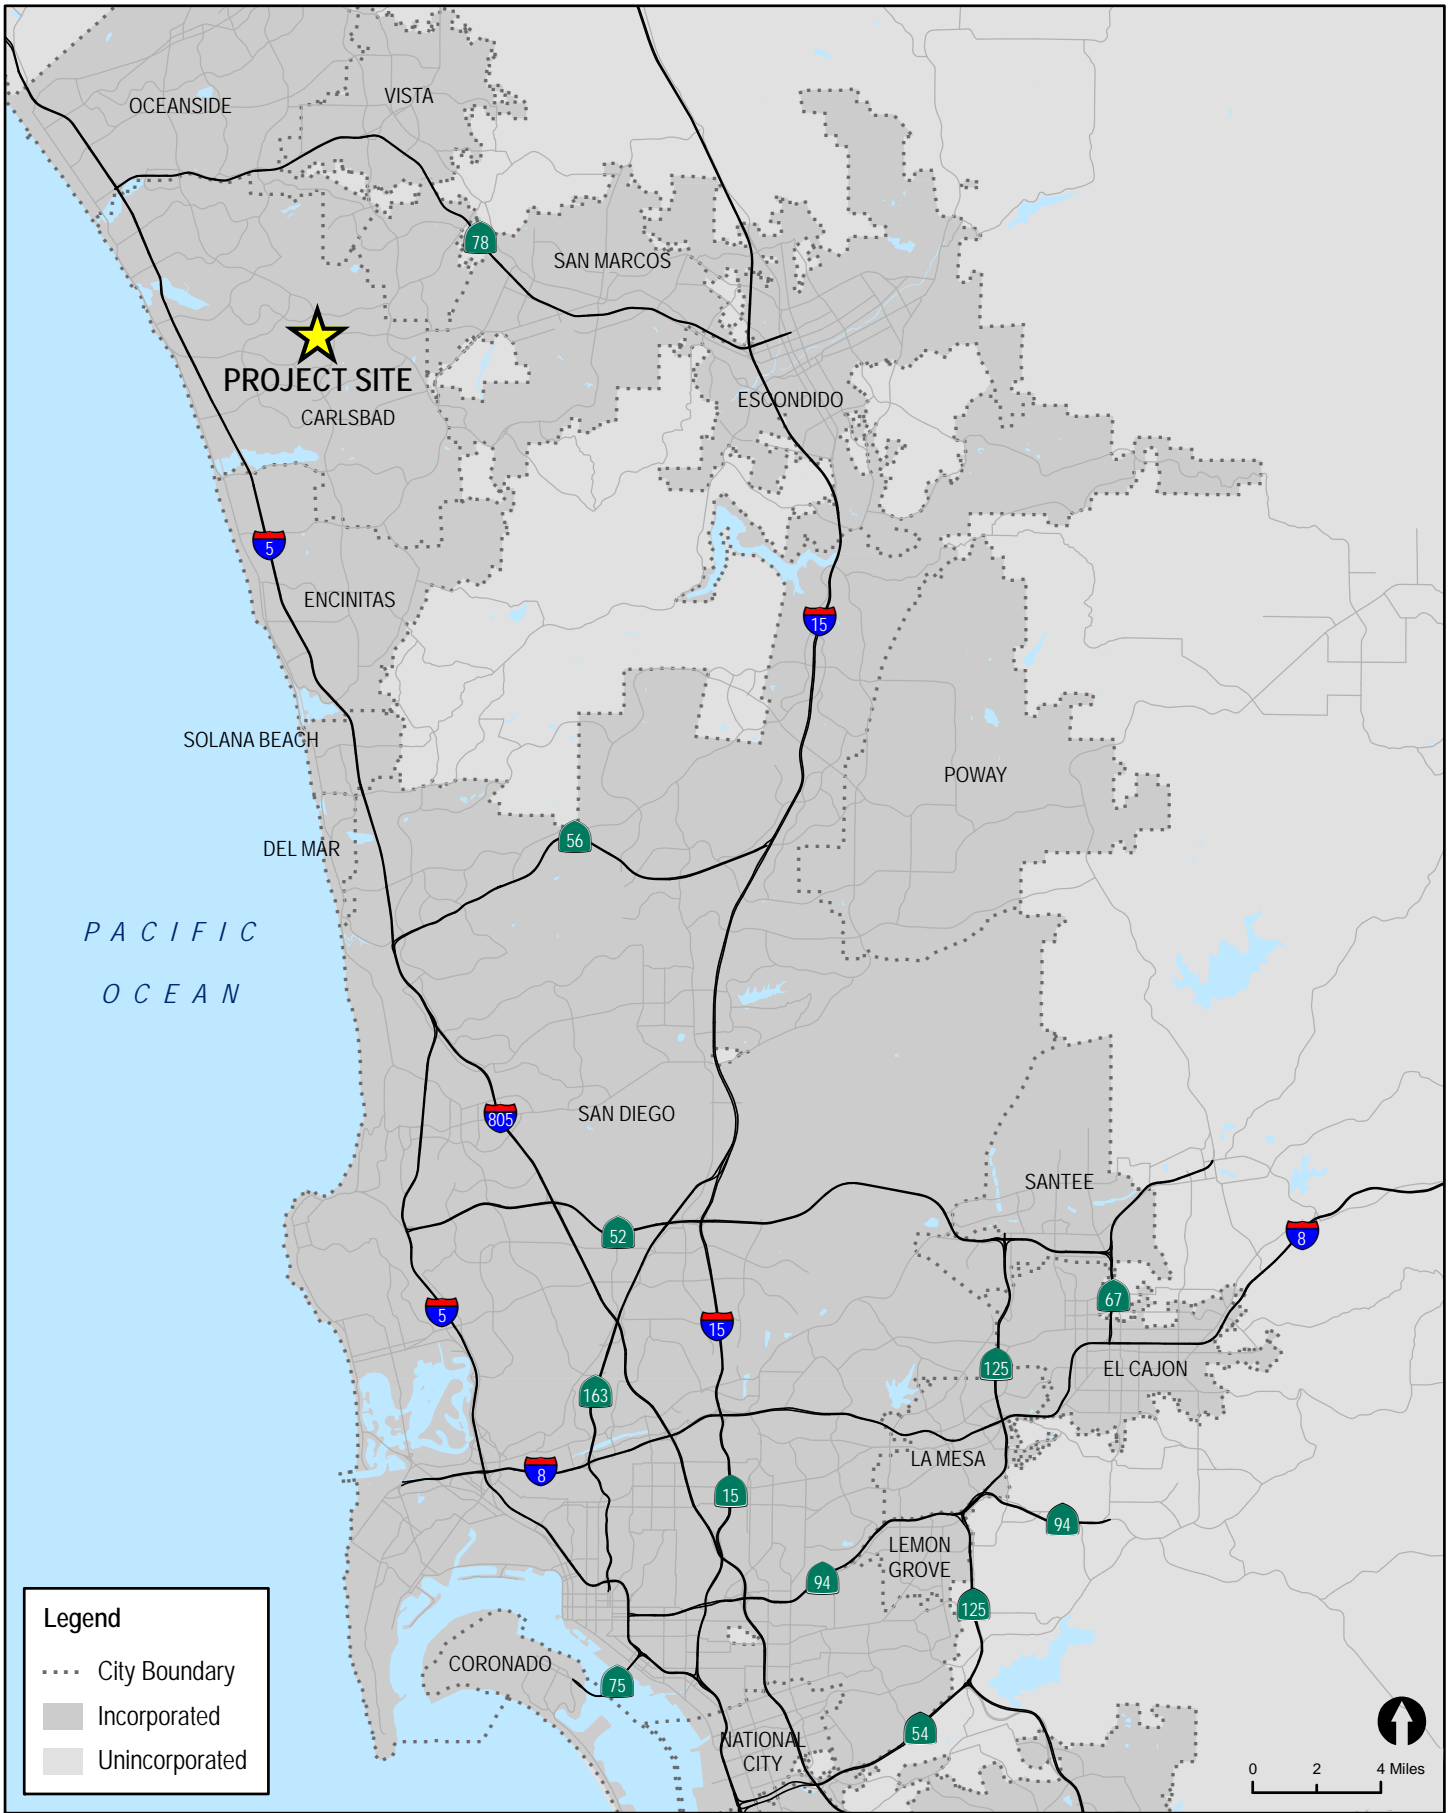 OCEANSIDE
VISTA
78
SAN MARCOS
PROJECT SITE
CARLSBAD
ESCONDIDO
5
ENCINITAS
15
SOLANA BEACH
POWAY
56
DEL MAR
PACIFIC
OCEAN
805
SAN DIEGO
SANTEE
52
8
67
5
15
125
EL CAJON
163
LA MESA
8
15
94
LEMON
GROVE
94
125
CORONADO
75
54
NATIONAL
CITY
Legend
City Boundary
Incorporated
Unincorporated
0 2 4 Miles